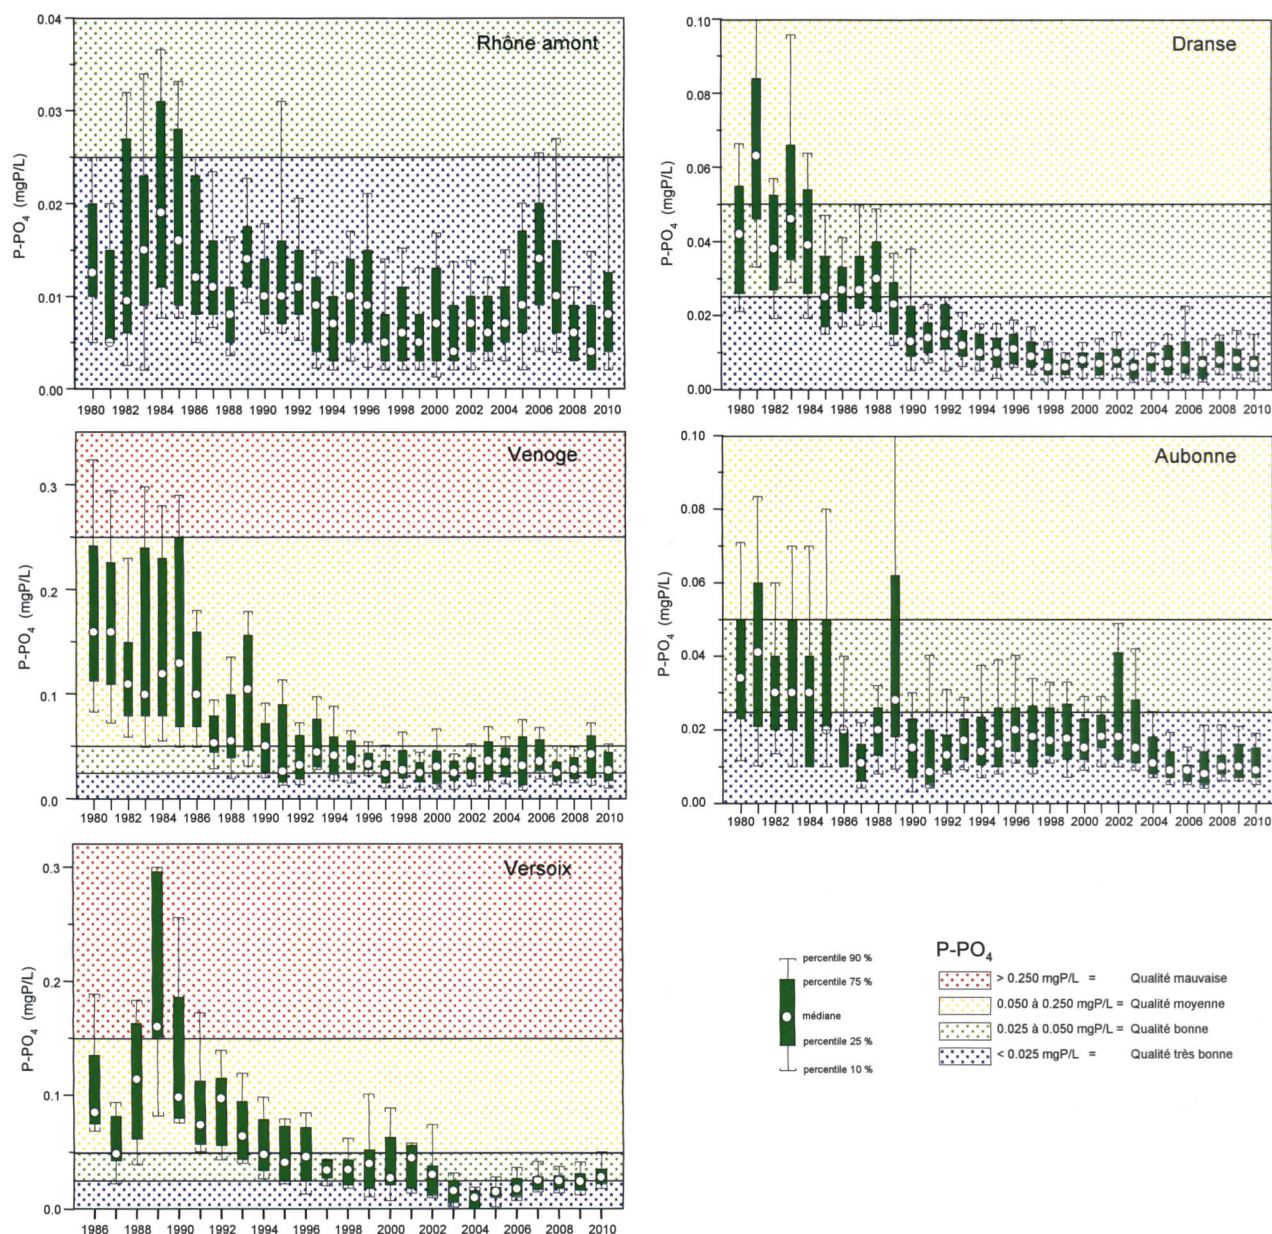 Rhône amont
P-PO4 (mgP/L)
0.04
0.03
0.02
0.01
0.00
1980 1982 1984 1986 1988 1990 1992 1994 1996 1998 2000 2002 2004 2006 2008 2010
Dranse
P-PO4 (mgP/L)
0.10
0.08
0.06
0.04
0.02
0.00
1980 1982 1984 1986 1988 1990 1992 1994 1996 1998 2000 2002 2004 2006 2008 2010
Venoge
P-PO4 (mgP/L)
0.3
0.2
0.1
0.0
1980 1982 1984 1986 1988 1990 1992 1994 1996 1998 2000 2002 2004 2006 2008 2010
Aubonne
P-PO4 (mgP/L)
0.10
0.08
0.06
0.04
0.02
0.00
1980 1982 1984 1986 1988 1990 1992 1994 1996 1998 2000 2002 2004 2006 2008 2010
Versoix
P-PO4 (mgP/L)
0.3
0.2
0.1
0.0
1986 1988 1990 1992 1994 1996 1998 2000 2002 2004 2006 2008 2010
percentile 90 %
percentile 75 %
médiane
percentile 25 %
percentile 10 %
P-PO4
> 0.250 mgP/L = Qualité mauvaise
0.050 à 0.250 mgP/L = Qualité moyenne
0.025 à 0.050 mgP/L = Qualité bonne
< 0.025 mgP/L = Qualité très bonne